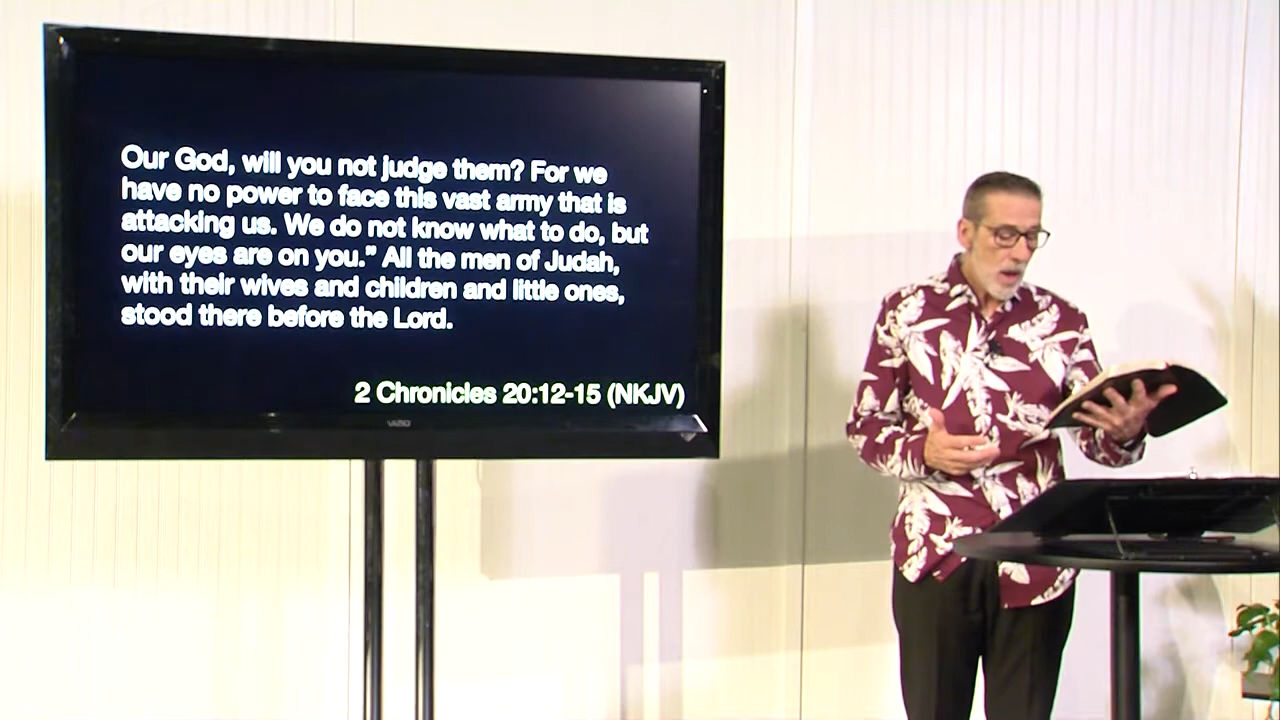 Our God, will you not judge them? For we
have no power to face this vast army that is
attacking us. We do not know what to do, but
our eyes are on you.” All the men of Judah,
with their wives and children and little ones,
stood there before the Lord.
2 Chronicles 20:12-15 (NKJV)
VIZIO